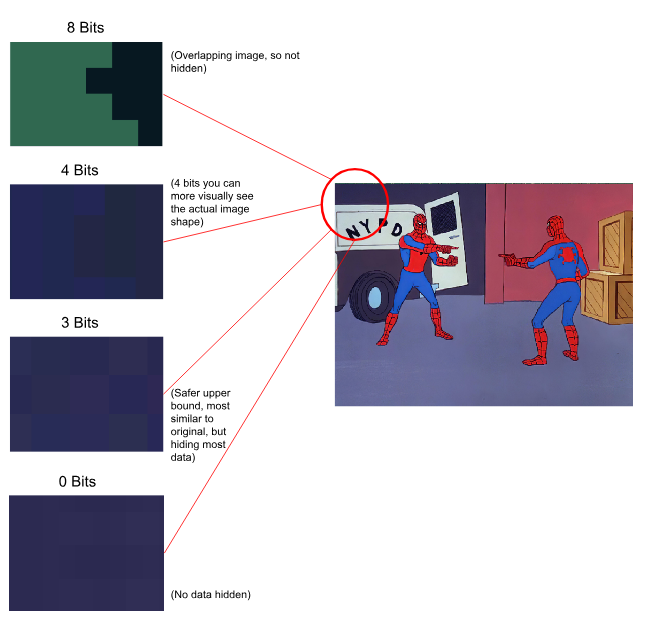 8 Bits
(Overlapping image, so not
hidden)
4 Bits
(4 bits you can
more visually see
the actual image
shape)
NYPD
3 Bits
(Safer upper
bound, most
similar to
original, but
hiding most
data)
0 Bits
(No data hidden)